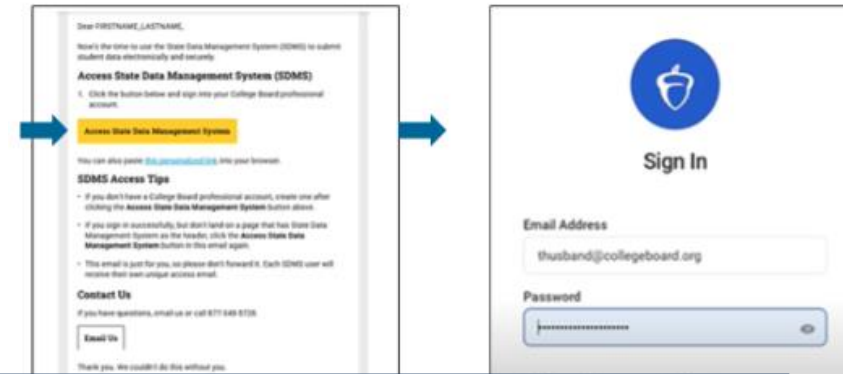 Dear FIRSTNAME_LASTNAME,
Now's the time to use the State Data Management System (SDMS) to submit
student data electronically and securely.
Access State Data Management System (SDMS)
1. Click the button below and sign into your College Board professional
account.
Access State Data Management System
You can also paste this personalized link into your browser.
SDMS Access Tips
• If you don't have a College Board professional account, create one after
clicking the Access State Data Management System button above.
• If you sign in successfully, but don't land on a page that has State Data
Management System as the header, click the Access State Data
Management System button in this email again.
• This email is just for you, so please don't forward it. Each SDMS user will
receive their own unique access email.
Contact Us
If you have questions, email us or call
Email Us
Thank you. We couldn't do this without you.
Sign In
Email Address
thusband@collegeboard.org
Password